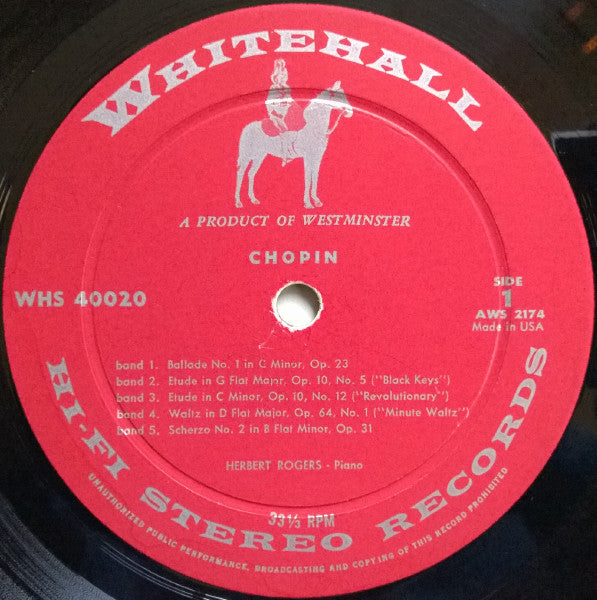 WHITEHALL
A PRODUCT OF WESTMINSTER
CHOPIN
WHS 40020
SIDE
1
AWS 2174
Made in USA
band 1. Ballade No. 1 in G Minor, Op. 23
band 2. Etude in G Flat Major, Op. 10, No. 5 ("Black Keys")
band 3. Etude in C Minor, Op. 10, No. 12 ("Revolutionary")
band 4. Waltz in D Flat Major, Op. 64, No. 1 ("Minute Waltz")
band 5. Scherzo No. 2 in B Flat Minor, Op. 31
HERBERT ROGERS - Piano
33 1/3 RPM
HI-FI STEREO RECORDS
UNAUTHORIZED PUBLIC PERFORMANCE, BROADCASTING AND COPYING OF THIS RECORD PROHIBITED